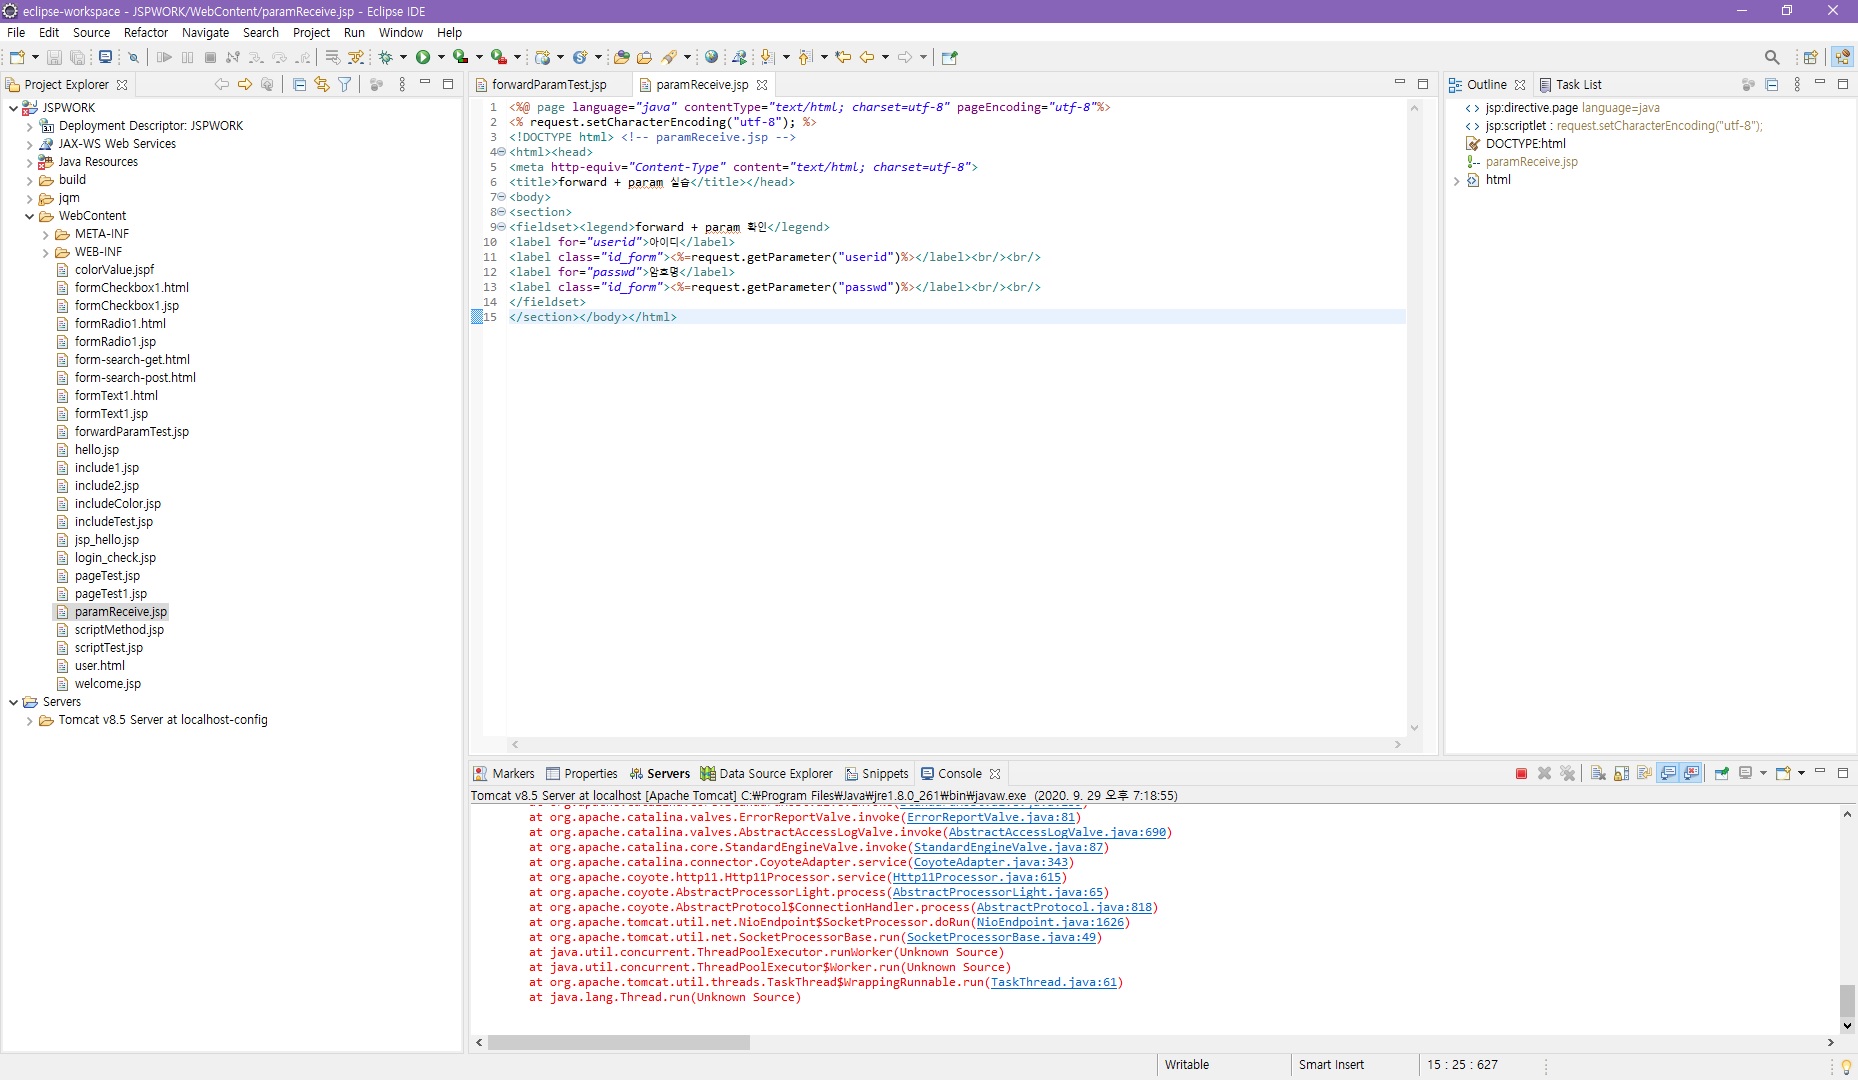 eclipse-workspace - JSPWORK/WebContent/paramReceive.jsp - Eclipse IDE
File Edit Source Refactor Navigate Search Project Run Window Help
Project Explorer
JSPWORK
Deployment Descriptor: JSPWORK
JAX-WS Web Services
Java Resources
build
jqm
WebContent
META-INF
WEB-INF
colorValue.jspf
formCheckbox1.html
formCheckbox1.jsp
formRadio1.html
formRadio1.jsp
form-search-get.html
form-search-post.html
formText1.html
formText1.jsp
forwardParamTest.jsp
hello.jsp
include1.jsp
include2.jsp
includeColor.jsp
includeTest.jsp
jsp_hello.jsp
login_check.jsp
pageTest.jsp
pageTest1.jsp
paramReceive.jsp
scriptMethod.jsp
scriptTest.jsp
user.html
welcome.jsp
Servers
Tomcat v8.5 Server at localhost-config
forwardParamTest.jsp paramReceive.jsp
1 <%@ page language="java" contentType="text/html; charset=utf-8" pageEncoding="utf-8"%>
2 <% request.setCharacterEncoding("utf-8"); %>
3 <!DOCTYPE html> <!-- paramReceive.jsp -->
4 <html><head>
5 <meta http-equiv="Content-Type" content="text/html; charset=utf-8">
6 <title>forward + param 실습</title></head>
7 <body>
8 <section>
9 <fieldset><legend>forward + param 확인</legend>
10 <label for="userid">아이디</label>
11 <label class="id_form"><%=request.getParameter("userid")%></label><br/><br/>
12 <label for="passwd">암호명</label>
13 <label class="id_form"><%=request.getParameter("passwd")%></label><br/><br/>
14 </fieldset>
15 </section></body></html>
Outline Task List
jsp:directive.page language=java
jsp:scriptlet : request.setCharacterEncoding("utf-8");
DOCTYPE:html
paramReceive.jsp
html
Markers Properties Servers Data Source Explorer Snippets Console
Tomcat v8.5 Server at localhost [Apache Tomcat] C:₩Program Files₩Java₩jre1.8.0_261₩bin₩javaw.exe (2020. 9. 29 오후 7:18:55)
at org.apache.catalina.valves.ErrorReportValve.invoke(ErrorReportValve.java:81)
at org.apache.catalina.valves.AbstractAccessLogValve.invoke(AbstractAccessLogValve.java:690)
at org.apache.catalina.core.StandardEngineValve.invoke(StandardEngineValve.java:87)
at org.apache.catalina.connector.CoyoteAdapter.service(CoyoteAdapter.java:343)
at org.apache.coyote.http11.Http11Processor.service(Http11Processor.java:615)
at org.apache.coyote.AbstractProcessorLight.process(AbstractProcessorLight.java:65)
at org.apache.coyote.AbstractProtocol$ConnectionHandler.process(AbstractProtocol.java:818)
at org.apache.tomcat.util.net.NioEndpoint$SocketProcessor.doRun(NioEndpoint.java:1626)
at org.apache.tomcat.util.net.SocketProcessorBase.run(SocketProcessorBase.java:49)
at java.util.concurrent.ThreadPoolExecutor.runWorker(Unknown Source)
at java.util.concurrent.ThreadPoolExecutor$Worker.run(Unknown Source)
at org.apache.tomcat.util.threads.TaskThread$WrappingRunnable.run(TaskThread.java:61)
at java.lang.Thread.run(Unknown Source)
Writable Smart Insert 15 : 25 : 627